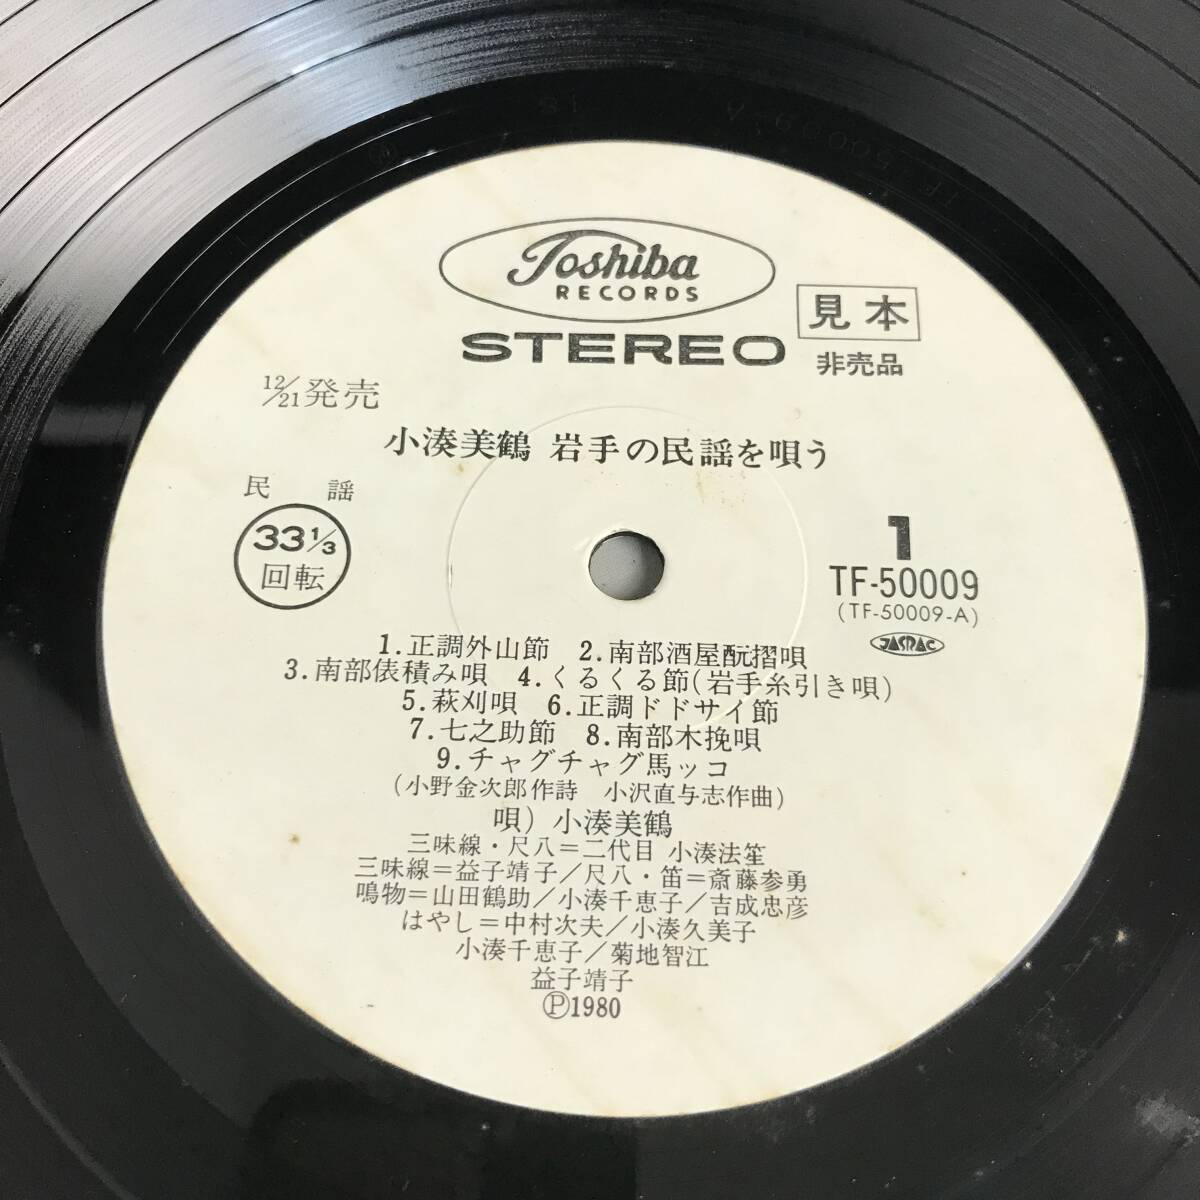 Toshiba
RECORDS
STEREO
見本
非売品
12/21発売
小湊美鶴 岩手の民謡を唄う
民 謡
33 1/3
回転
1
TF-50009
(TF-50009-A)
JASRAC
1.正調外山節 2.南部酒屋酛摺唄
3.南部俵積み唄 4.くるくる節(岩手糸引き唄)
5.萩刈唄 6.正調ドドサイ節
7.七之助節 8.南部木挽唄
9.チャグチャグ馬ッコ
(小野金次郎作詩 小沢直与志作曲)
唄)小湊美鶴
三味線・尺八=二代目 小湊法笙
三味線=益子靖子/尺八・笛=斎藤参勇
鳴物=山田鶴助/小湊千恵子/吉成忠彦
はやし=中村次夫/小湊久美子
小湊千恵子/菊地智江
益子靖子
Ⓟ1980